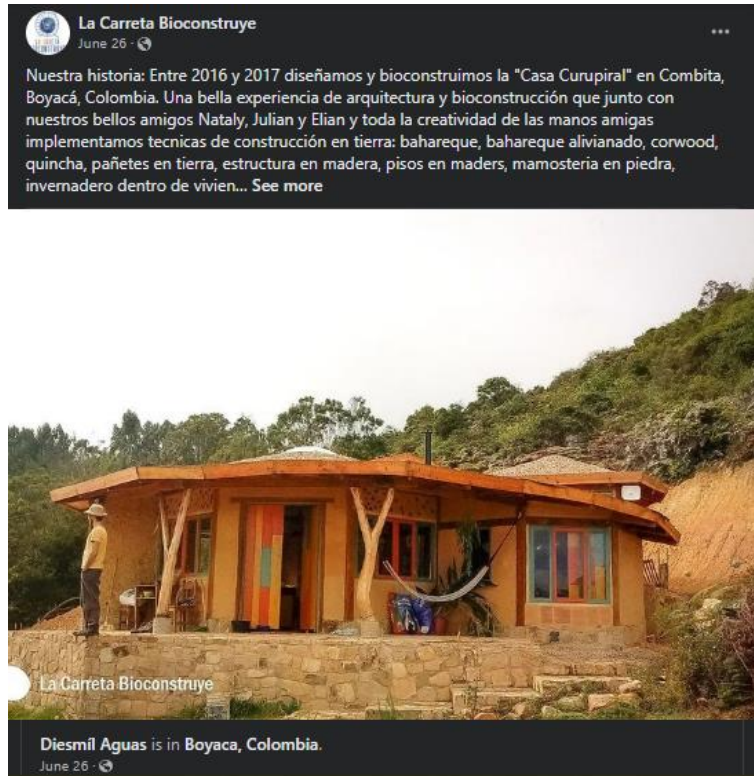 La Carreta Bioconstruye
June 26 ·
Nuestra historia: Entre 2016 y 2017 diseñamos y bioconstruimos la "Casa Curupiral" en Combita,
Boyacá, Colombia. Una bella experiencia de arquitectura y bioconstrucción que junto con
nuestros bellos amigos Nataly, Julian y Elian y toda la creatividad de las manos amigas
implementamos tecnicas de construcción en tierra: bahareque, bahareque alivianado, corwood,
quincha, pañetes en tierra, estructura en madera, pisos en maders, mamosteria en piedra,
invernadero dentro de vivien... See more
La Carreta Bioconstruye
Diesmíl Aguas is in Boyaca, Colombia.
June 26 ·